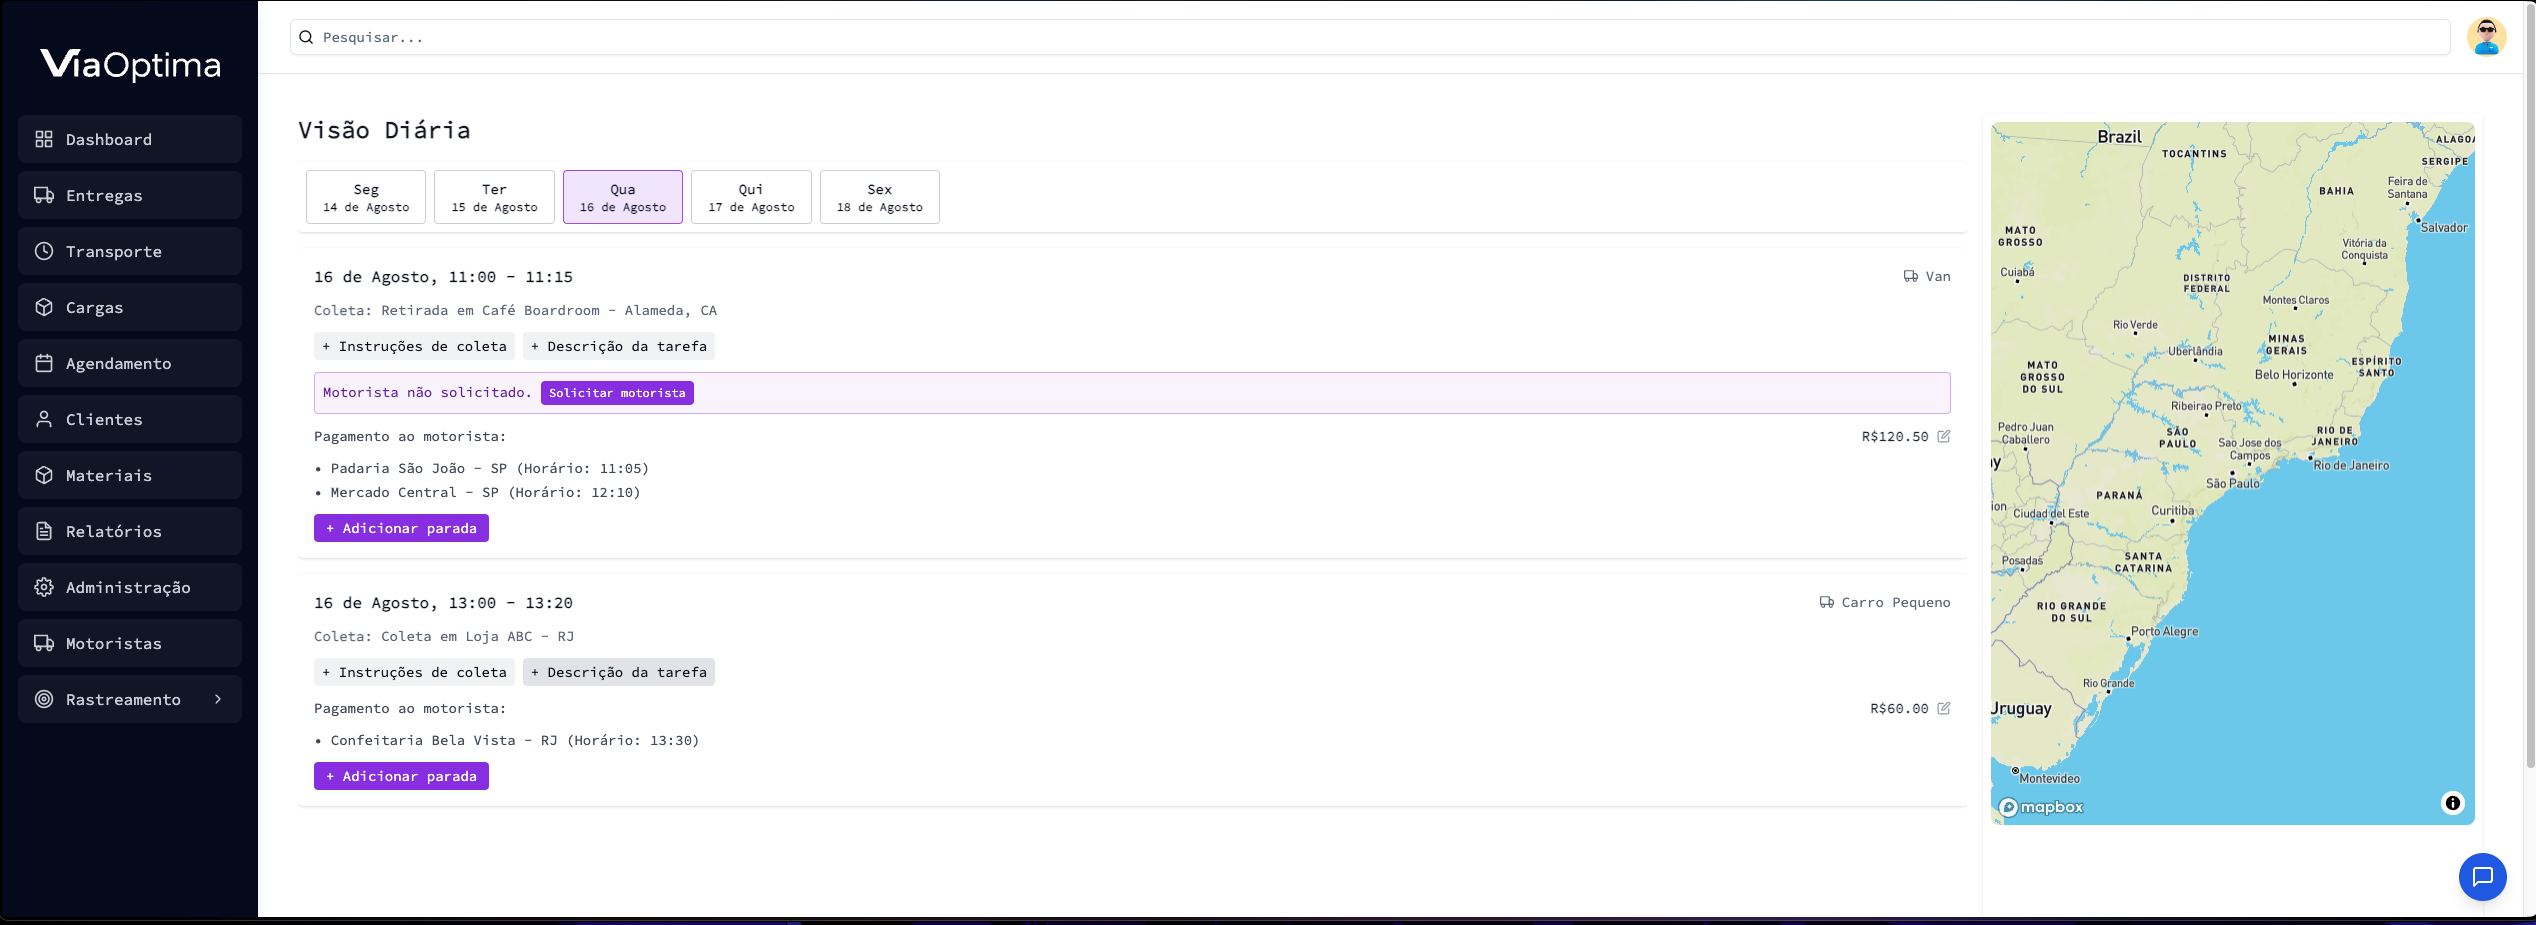 ViaOptima
Pesquisar...
Dashboard
Entregas
Transporte
Cargas
Agendamento
Clientes
Materiais
Relatórios
Administração
Motoristas
Rastreamento
Visão Diária
Seg
14 de Agosto
Ter
15 de Agosto
Qua
16 de Agosto
Qui
17 de Agosto
Sex
18 de Agosto
16 de Agosto, 11:00 - 11:15
Van
Coleta: Retirada em Café Boardroom - Alameda, CA
+ Instruções de coleta
+ Descrição da tarefa
Motorista não solicitado.
Solicitar motorista
Pagamento ao motorista:
R$120.50
• Padaria São João - SP (Horário: 11:05)
• Mercado Central - SP (Horário: 12:10)
+ Adicionar parada
16 de Agosto, 13:00 - 13:20
Carro Pequeno
Coleta: Coleta em Loja ABC - RJ
+ Instruções de coleta
+ Descrição da tarefa
Pagamento ao motorista:
R$60.00
• Confeitaria Bela Vista - RJ (Horário: 13:30)
+ Adicionar parada
Brazil
TOCANTINS
ALAGOA
SERGIPE
BAHIA
Feira de
Santana
Salvador
MATO
GROSSO
Vitória da
Conquista
Cuiabá
DISTRITO
FEDERAL
Montes Claros
Rio Verde
Uberlândia
MINAS
GERAIS
ESPÍRITO
SANTO
MATO
GROSSO
DO SUL
Belo Horizonte
Ribeirao Preto
Pedro Juan
Caballero
SÃO
PAULO
Sao Jose dos
Campos
RIO DE
JANEIRO
Rio de Janeiro
ay
São Paulo
PARANÁ
ion
Ciudad del Este
Curitiba
Posadas
SANTA
CATARINA
RIO GRANDE
DO SUL
Porto Alegre
Rio Grande
Uruguay
Montevideo
mapbox